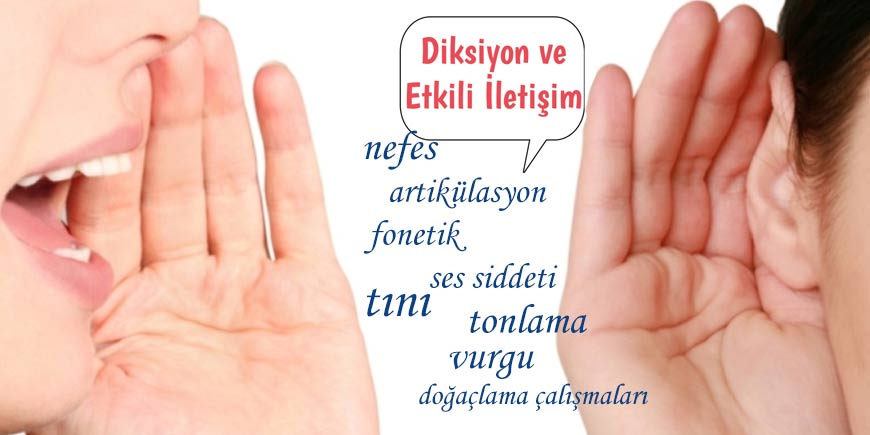 Diksiyon ve
Etkili İletişim
nefes
artikülasyon
fonetik
ses siddeti
tını
tonlama
vurgu
doğaçlama çalışmaları